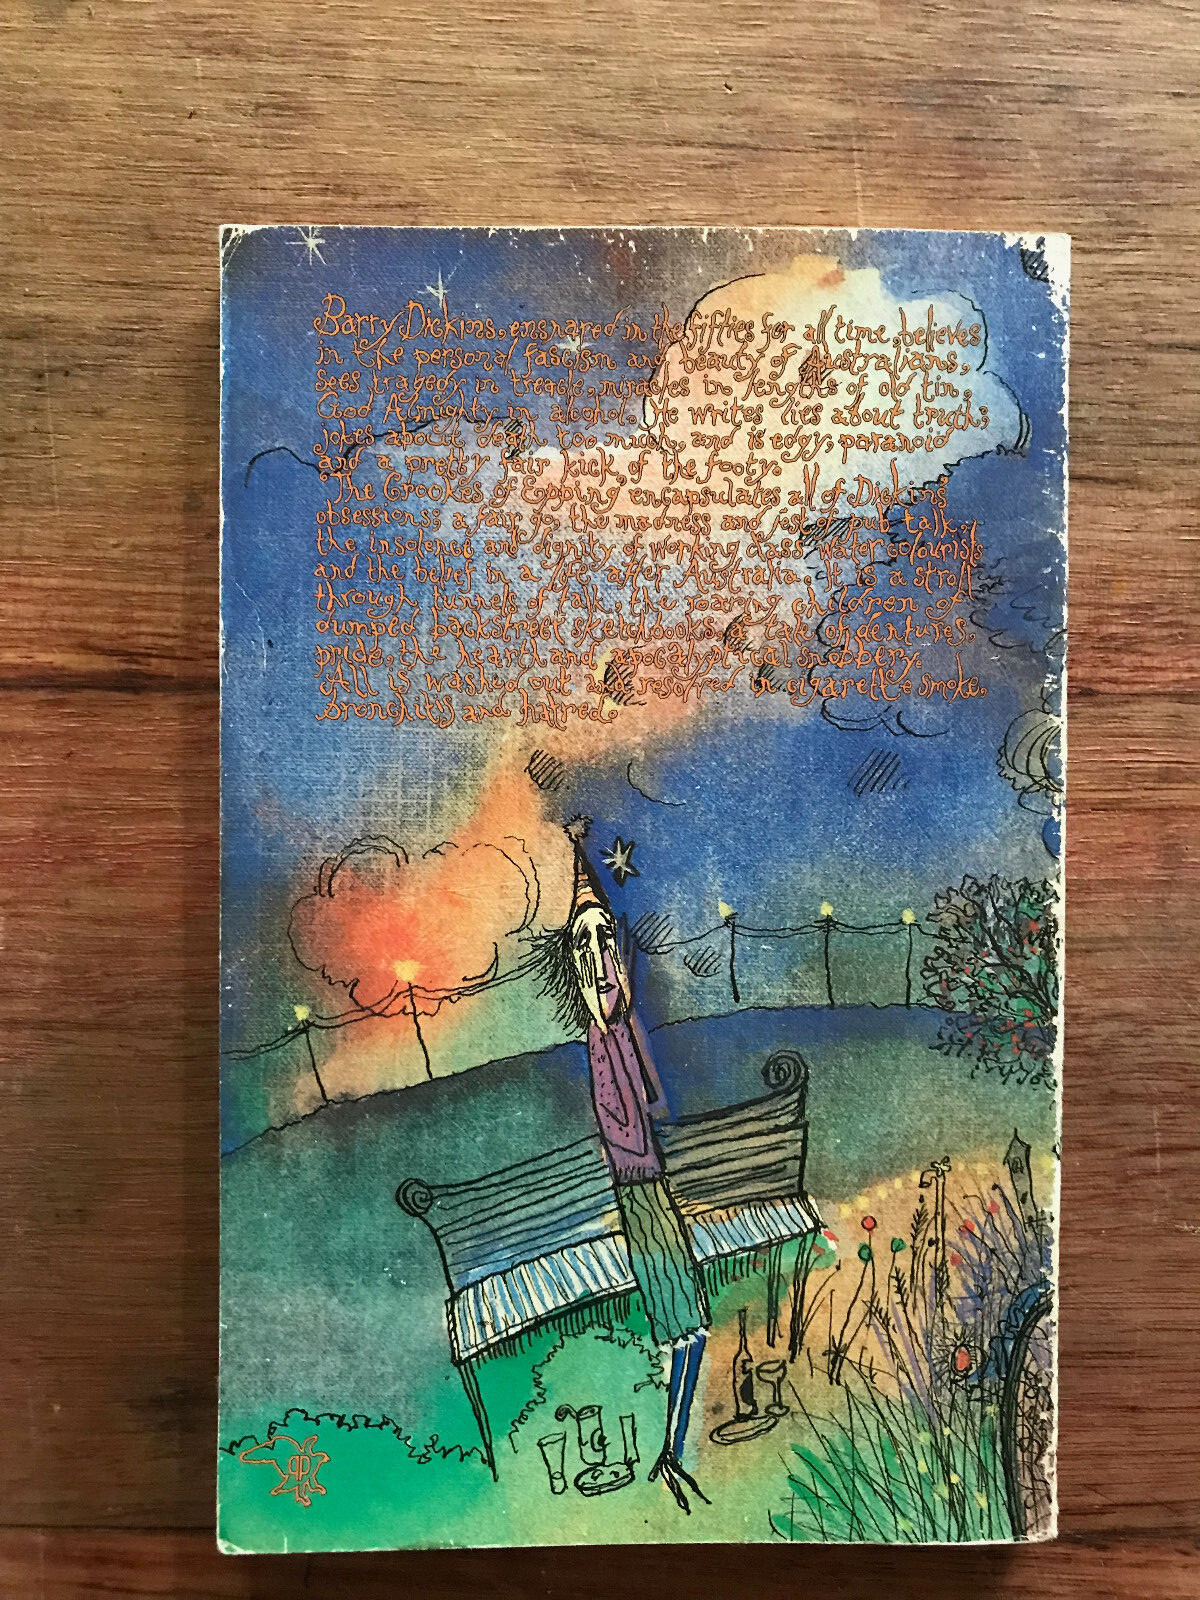 Barry Dickins, ensnared in the fifties for all time, believes
in the personal fascism and beauty of Australians,
sees tragedy in treacle, miracles in lengths of old tin,
God Almighty in alcohol. He writes lies about truth;
jokes about death too much, and is edgy, paranoid
and a pretty fair kick of the footy.
The Crookes of Epping encapsulates all of Dickins'
obsessions; a fair go, the madness and jest of pub talk;
the insolence and dignity of working class water colourists
and the belief in a life after Australia. It is a stroll
through tunnels of talk, the roaring children of
dumped backstreet sketchbooks, a tale of dentures,
pride, the hearth and apocalyptical snobbery.
All is washed out and resolved in cigarette smoke,
bronchitis and hatred.